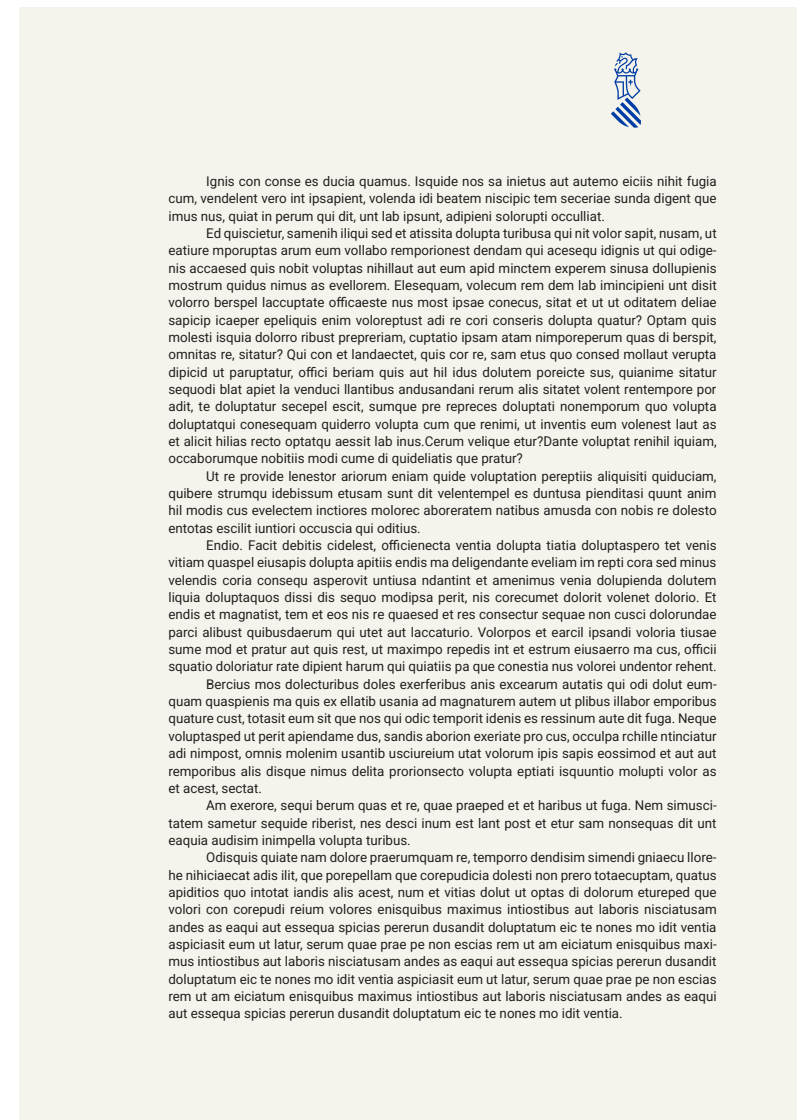 Ignis con conse es ducia quamus. Isquide nos sa inietus aut autemo eiciis nihit fugia
cum, vendelent vero int ipsapient, volenda idi beatem niscipic tem seceriae sunda digent que
imus nus, quiat in perum qui dit, unt lab ipsunt, adipieni solorupti occulliat.
Ed quiscietur, samenih iliqui sed et atissita dolupta turibusa qui nit volor sapit, nusam, ut
eatiure mporuptas arum eum vollabo remporionest dendam qui acesequ idignis ut qui odige-
nis accaesed quis nobit voluptas nihillaut aut eum apid minctem experem sinusa dollupienis
mostrum quidus nimus as evellorem. Elesequam, volecum rem dem lab imincipieni unt disit
volorro berspel laccuptate officaeste nus most ipsae conecus, sitat et ut ut oditatem deliae
sapicip icaeper epeliquis enim voloreptust adi re cori conseris dolupta quatur? Optam quis
molesti isquia dolorro ribust prepreriam, cuptatio ipsam atam nimporeperum quas di berspit,
omnitas re, sitatur? Qui con et landaectet, quis cor re, sam etus quo consed mollaut verupta
dipicid ut paruptatur, offici beriam quis aut hil idus dolutem poreicte sus, quianime sitatur
sequodi blat apiet la venduci llantibus andusandani rerum alis sitatet volent rentempore por
adit, te doluptatur secepel escit, sumque pre repreces doluptati nonemporum quo volupta
doluptatqui conesequam quiderro volupta cum que renimi, ut inventis eum volenest laut as
et alicit hilias recto optatqu aessit lab inus.Cerum velique etur?Dante voluptat renihil iquiam,
occaborumque nobitiis modi cume di quideliatis que pratur?
Ut re provide lenestor ariorum eniam quide voluptation pereptiis aliquisiti quiduciam,
quibere strumqu idebissum etusam sunt dit velentempel es duntusa pienditasi quunt anim
hil modis cus evelectem inctiores molorec aboreratem natibus amusda con nobis re dolesto
entotas escilit iuntiori occuscia qui oditius.
Endio. Facit debitis cidelest, officienecta ventia dolupta tiatia doluptaspero tet venis
vitiam quaspel eiusapis dolupta apitiis endis ma deligendante eveliam im repti cora sed minus
velendis coria consequ asperovit untiusa ndantint et amenimus venia dolupienda dolutem
liquia doluptaquos dissi dis sequo modipsa perit, nis corecumet dolorit volenet dolorio. Et
endis et magnatist, tem et eos nis re quaesed et res consectur sequae non cusci dolorundae
parci alibust quibusdaerum qui utet aut laccaturio. Volorpos et earcil ipsandi voloria tiusae
sume mod et pratur aut quis rest, ut maximpo repedis int et estrum eiusaerro ma cus, officii
squatio doloriatur rate dipient harum qui quiatiis pa que conestia nus volorei undentor rehent.
Bercius mos dolecturibus doles exerferibus anis excearum autatis qui odi dolut eum-
quam quaspienis ma quis ex ellatib usania ad magnaturem autem ut plibus illabor emporibus
quature cust, totasit eum sit que nos qui odic temporit idenis es ressinum aute dit fuga. Neque
voluptasped ut perit apiendame dus, sandis aborion exeriate pro cus, occulpa rchille ntinciatur
adi nimpost, omnis molenim usantib usciureium utat volorum ipis sapis eossimod et aut aut
remporibus alis disque nimus delita prorionsecto volupta eptiati isquuntio molupti volor as
et acest, sectat.
Am exerore, sequi berum quas et re, quae praeped et et haribus ut fuga. Nem simusci-
tatem sametur sequide riberist, nes desci inum est lant post et etur sam nonsequas dit unt
eaquia audisim inimpella volupta turibus.
Odisquis quiate nam dolore praerumquam re, temporro dendisim simendi gniaecu llore-
he nihiciaecat adis ilit, que porepellam que corepudicia dolesti non prero totaecuptam, quatus
apiditios quo intotat iandis alis acest, num et vitias dolut ut optas di dolorum etureped que
volori con corepudi reium volores enisquibus maximus intiostibus aut laboris nisciatusam
andes as eaqui aut essequa spicias pererun dusandit doluptatum eic te nones mo idit ventia
aspiciasit eum ut latur, serum quae prae pe non escias rem ut am eiciatum enisquibus maxi-
mus intiostibus aut laboris nisciatusam andes as eaqui aut essequa spicias pererun dusandit
doluptatum eic te nones mo idit ventia aspiciasit eum ut latur, serum quae prae pe non escias
rem ut am eiciatum enisquibus maximus intiostibus aut laboris nisciatusam andes as eaqui
aut essequa spicias pererun dusandit doluptatum eic te nones mo idit ventia.